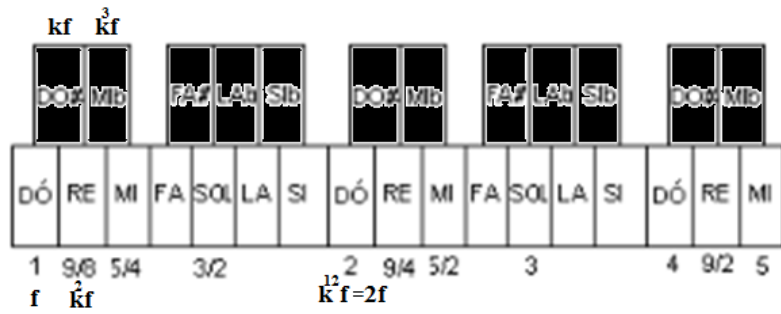 kf k³f
DO# MIb FA# LAb SIb DO# MIb FA# LAb SIb DO# MIb
DÓ RE MI FA SOL LA SI DÓ RE MI FA SOL LA SI DÓ RE MI
1 9/8 5/4 3/2 2 9/4 5/2 3 4 9/2 5
f k²f k¹²f=2f